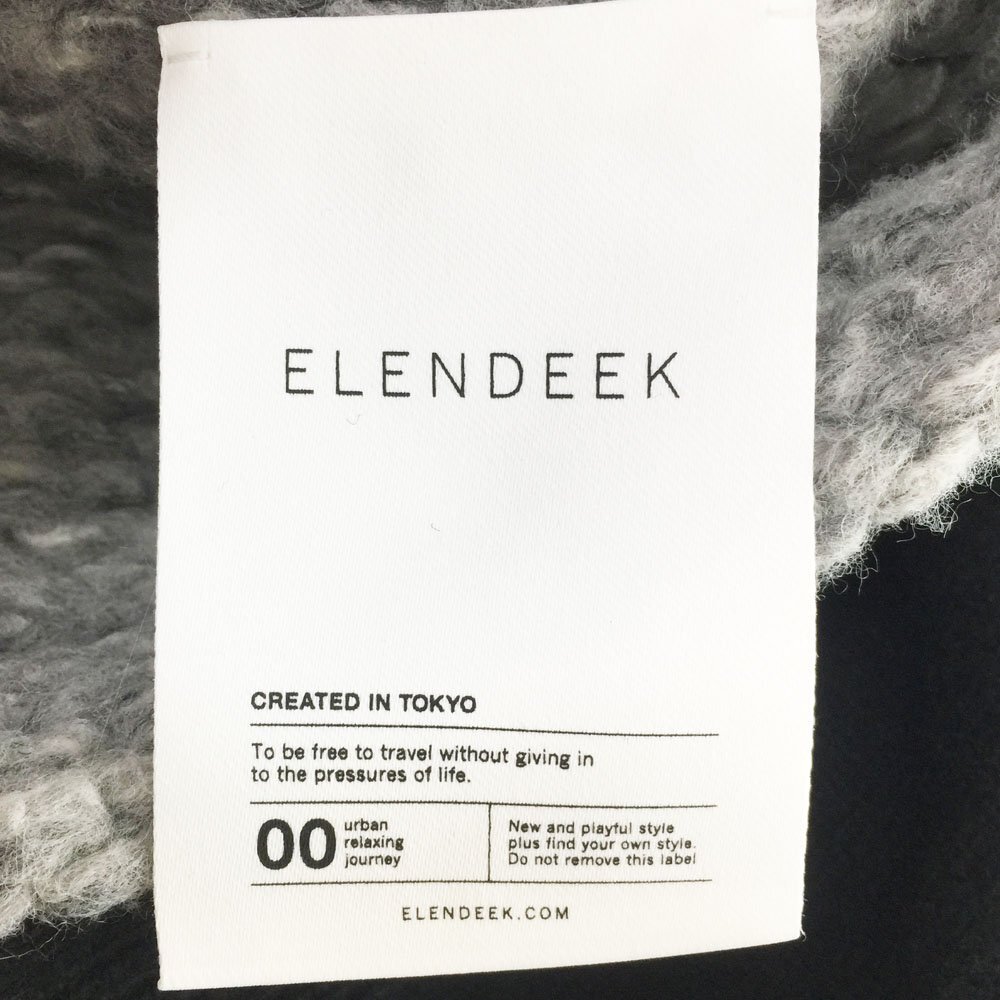 ELENDEEK
CREATED IN TOKYO
To be free to travel without giving in
to the pressures of life.
00
urban
relaxing
journey
New and playful style
plus find your own style.
Do not remove this label
ELENDEEK.COM